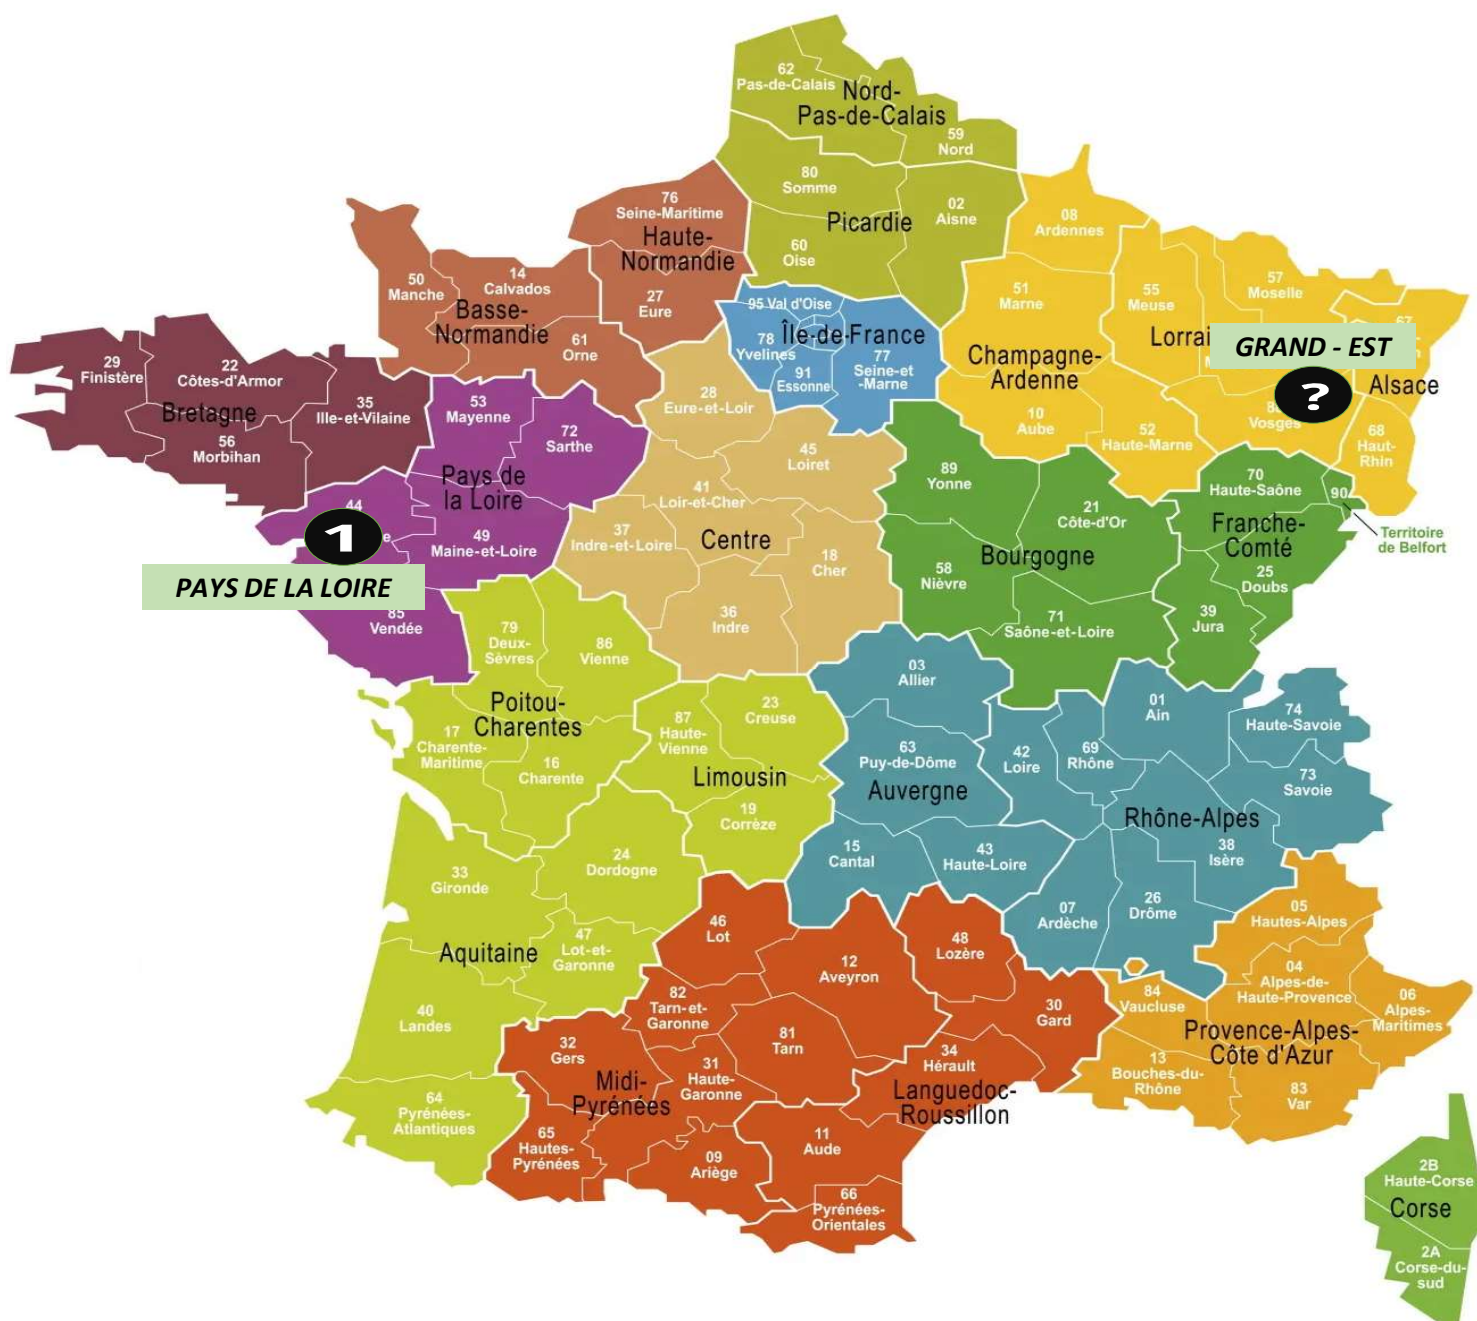 62
Pas-de-Calais
Nord-
Pas-de-Calais
59
Nord
80
Somme
02
Aisne
Picardie
60
Oise
76
Seine-Maritime
Haute-
Normandie
27
Eure
50
Manche
14
Calvados
Basse-
Normandie
61
Orne
08
Ardennes
51
Marne
Champagne-
Ardenne
10
Aube
52
Haute-Marne
55
Meuse
57
Moselle
Lorrai
GRAND - EST
?
Vosges
67
Alsace
68
Haut-
Rhin
95 Val d'Oise
Île-de-France
78
Yvelines
91
Essonne
77
Seine-et
-Marne
29
Finistère
22
Côtes-d'Armor
Bretagne
35
Ille-et-Vilaine
56
Morbihan
53
Mayenne
72
Sarthe
Pays de
la Loire
44
1
e
49
Maine-et-Loire
PAYS DE LA LOIRE
85
Vendée
28
Eure-et-Loir
45
Loiret
41
Loir-et-Cher
37
Indre-et-Loire
Centre
18
Cher
36
Indre
89
Yonne
21
Côte-d'Or
Bourgogne
58
Nièvre
71
Saône-et-Loire
70
Haute-Saône
90
Territoire
de Belfort
Franche-
Comté
25
Doubs
39
Jura
79
Deux-
Sèvres
86
Vienne
Poitou-
Charentes
17
Charente-
Maritime
16
Charente
87
Haute-
Vienne
23
Creuse
Limousin
19
Corrèze
03
Allier
63
Puy-de-Dôme
Auvergne
15
Cantal
43
Haute-Loire
42
Loire
69
Rhône
01
Ain
74
Haute-Savoie
73
Savoie
Rhône-Alpes
38
Isère
07
Ardèche
26
Drôme
33
Gironde
24
Dordogne
47
Lot-et-
Garonne
Aquitaine
40
Landes
64
Pyrénées-
Atlantiques
46
Lot
12
Aveyron
82
Tarn-et-
Garonne
81
Tarn
32
Gers
31
Haute-
Garonne
Midi-
Pyrénées
65
Hautes-
Pyrénées
09
Ariège
48
Lozère
30
Gard
34
Hérault
Languedoc-
Roussillon
11
Aude
66
Pyrénées-
Orientales
05
Hautes-Alpes
04
Alpes-de-
Haute-Provence
06
Alpes-
Maritimes
84
Vaucluse
Provence-Alpes-
Côte d'Azur
13
Bouches-du-
Rhône
83
Var
2B
Haute-Corse
Corse
2A
Corse-du-
sud